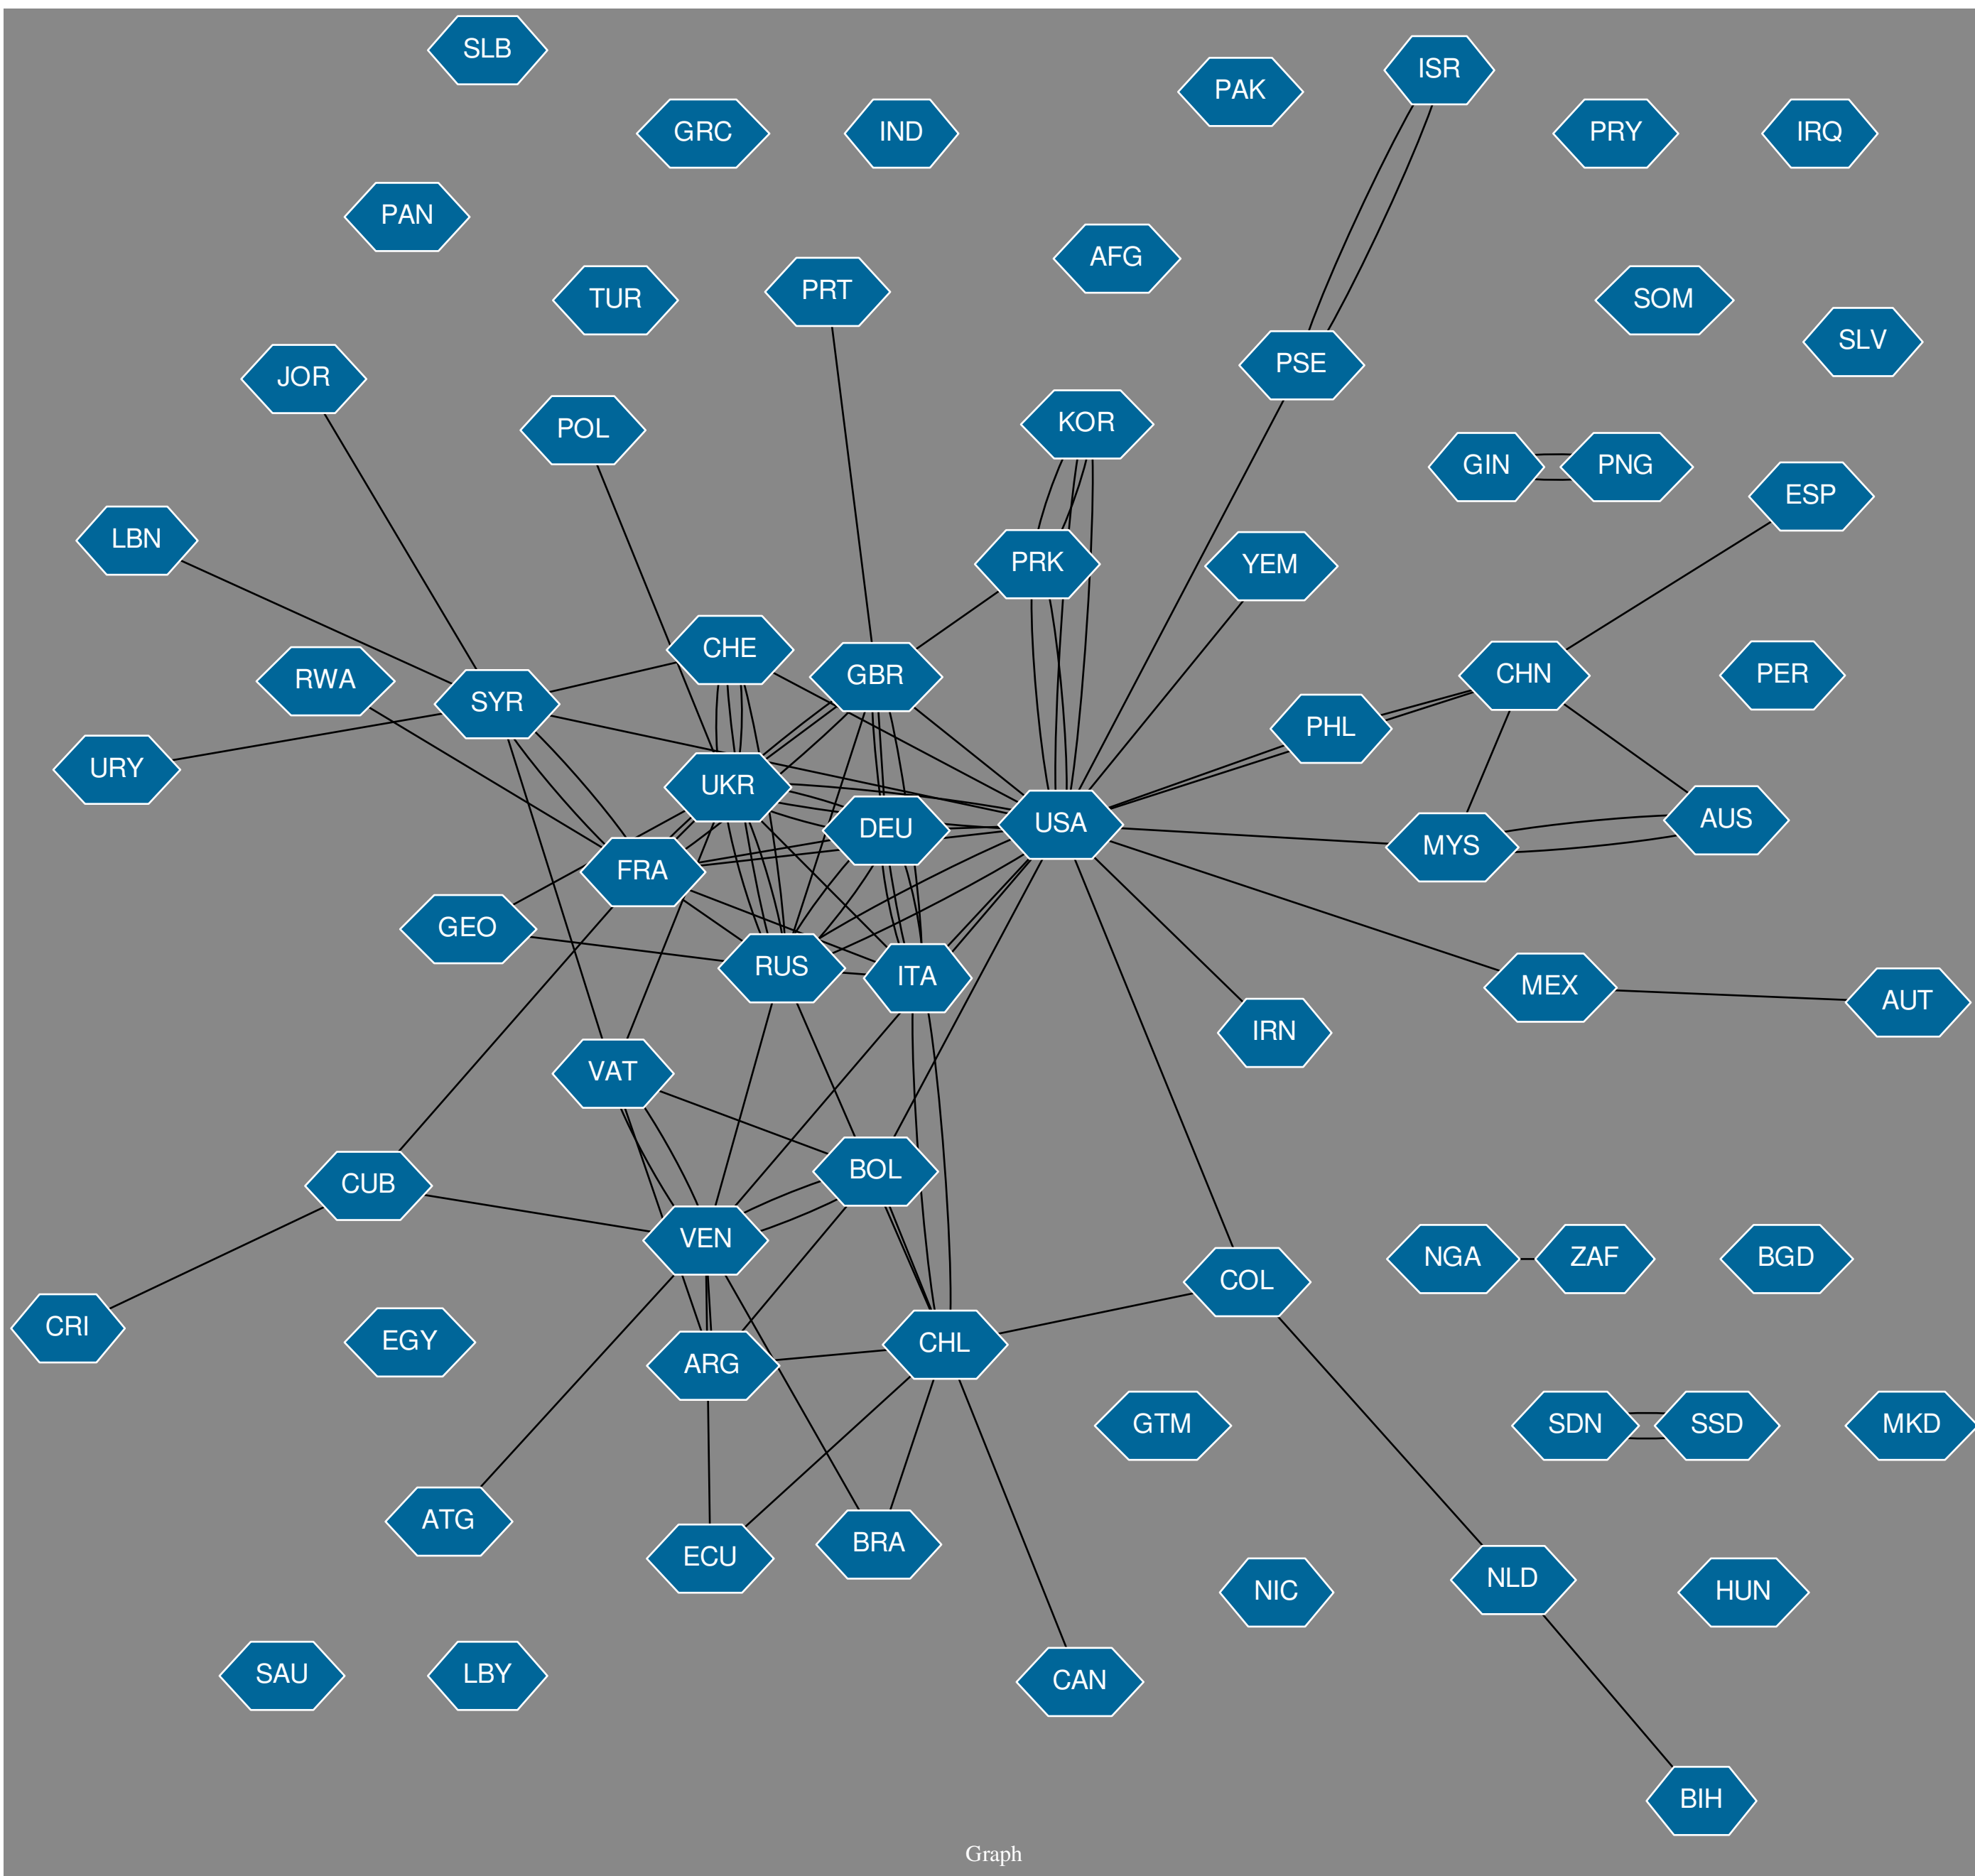 SLB
ISR
PAK
GRC
IND
PRY
IRQ
PAN
AFG
TUR
PRT
SOM
SLV
JOR
PSE
POL
KOR
GIN
PNG
ESP
LBN
PRK
YEM
CHE
GBR
CHN
PER
RWA
SYR
PHL
URY
UKR
DEU
USA
AUS
MYS
FRA
GEO
RUS
ITA
MEX
AUT
IRN
VAT
BOL
CUB
VEN
NGA
ZAF
BGD
COL
CRI
EGY
CHL
ARG
GTM
SDN
SSD
MKD
ATG
BRA
ECU
NLD
NIC
HUN
SAU
LBY
CAN
BIH
Graph